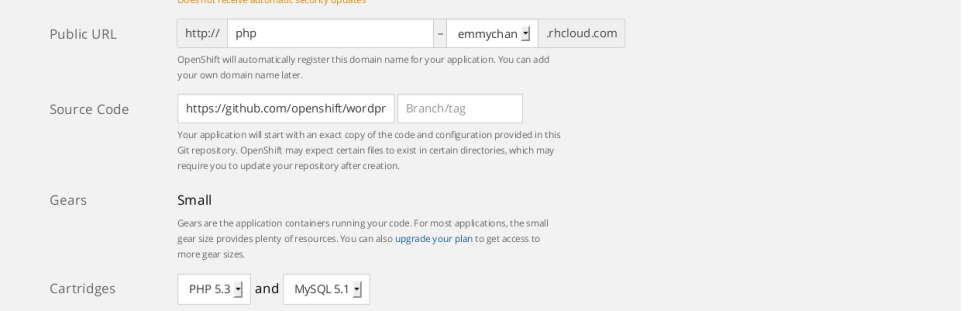 Does not receive automatic security updates
Public URL http:// php – emmychan .rhcloud.com
OpenShift will automatically register this domain name for your application. You can add
your own domain name later.
Source Code https://github.com/openshift/wordpr Branch/tag
Your application will start with an exact copy of the code and configuration provided in this
Git repository. OpenShift may expect certain files to exist in certain directories, which may
require you to update your repository after creation.
Gears Small
Gears are the application containers running your code. For most applications, the small
gear size provides plenty of resources. You can also upgrade your plan to get access to
more gear sizes.
Cartridges PHP 5.3 and MySQL 5.1